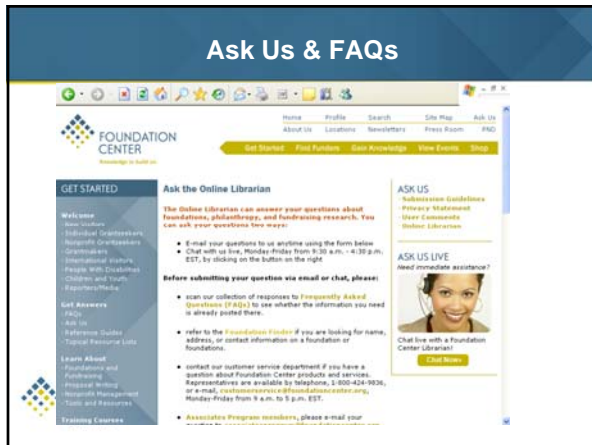 Ask Us & FAQs
Home Profile Search Site Map Ask Us
About Us Locations Newsletters Press Room PND
FOUNDATION
CENTER
Knowledge to build on.
Get Started Find Funders Gain Knowledge View Events Shop
GET STARTED
Welcome
New Visitors
Individual Grantseekers
Nonprofit Grantseekers
Grantmakers
International Visitors
People With Disabilities
Children and Youth
Reporters/Media
Get Answers
FAQs
Ask Us
Reference Guides
Topical Resource Lists
Learn About
Foundations and
Fundraising
Proposal Writing
Nonprofit Management
Tools and Resources
Training Courses
Ask the Online Librarian
The Online Librarian can answer your questions about
foundations, philanthropy, and fundraising research. You
can ask your questions two ways:
E-mail your questions to us anytime using the form below
Chat with us live, Monday-Friday from 9:30 a.m. - 4:30 p.m.
EST, by clicking on the button on the right
Before submitting your question via email or chat, please:
scan our collection of responses to Frequently Asked
Questions (FAQs) to see whether the information you need
is already posted there.
refer to the Foundation Finder if you are looking for name,
address, or contact information on a foundation or
foundations.
contact our customer service department if you have a
question about Foundation Center products and services.
Representatives are available by telephone, 1-800-424-9836,
or e-mail, customerservice@foundationcenter.org,
Monday-Friday from 9 a.m. to 5 p.m. EST.
Associates Program members, please e-mail your
ASK US
Submission Guidelines
Privacy Statement
User Comments
Online Librarian
ASK US LIVE
Need immediate assistance?
Chat live with a Foundation
Center Librarian!
Chat Now